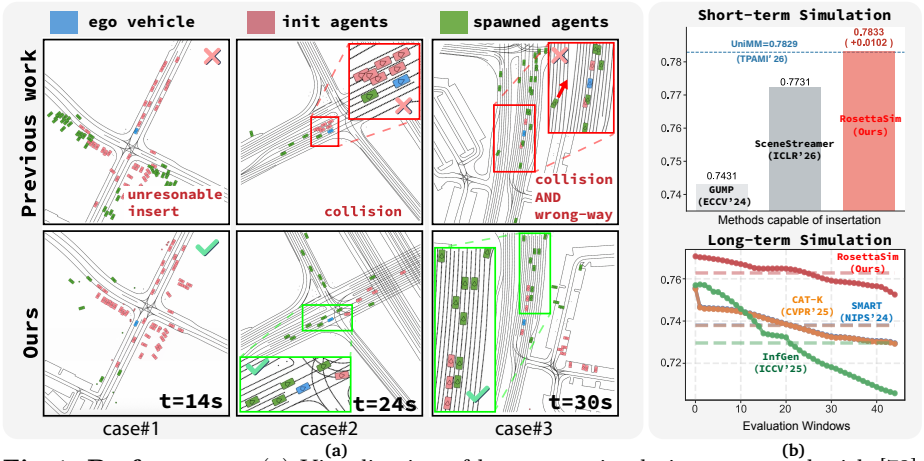 ego vehicle
init agents
spawned agents
Previous work
unresonable
insert
collision
collision
AND
wrong-way
Ours
t=14s
t=24s
t=30s
case#1
case#2
case#3
(a)
Short-term Simulation
0.7833
(+0.0102)
UniMM=0.7829
(TPAMI'26)
0.78
0.77
0.76
0.75
0.74
0.7731
0.7431
GUMP
(ECCV'24)
SceneStreamer
(ICLR'26)
RosettaSim
(Ours)
Methods capable of insertation
Long-term Simulation
RosettaSim
(Ours)
CAT-K
(CVPR'25)
SMART
(NIPS'24)
InfGen
(ICCV'25)
0.76
0.74
0.72
0
10
20
30
40
Evaluation Windows
(b)